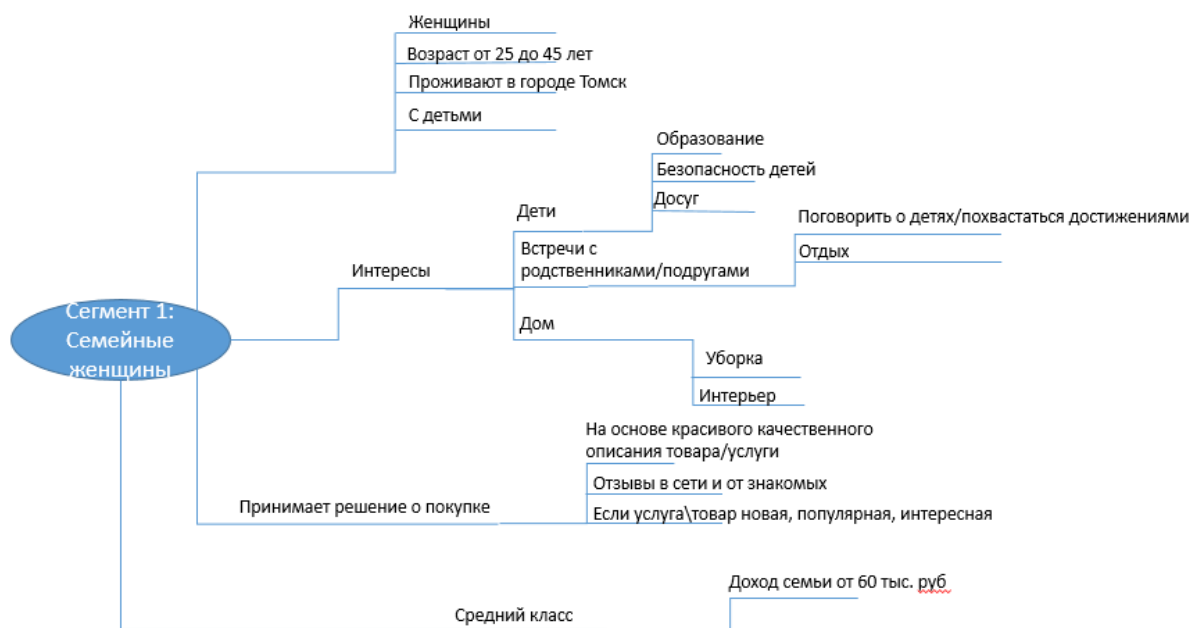 Женщины
Возраст от 25 до 45 лет
Проживают в городе Томск
С детьми
Образование
Безопасность детей
Досуг
Дети
Поговорить о детях/похвастаться достижениями
Встречи с
родственниками/подругами
Отдых
Интересы
Сегмент 1:
Семейные
женщины
Дом
Уборка
Интерьер
На основе красивого качественного
описания товара/услуги
Отзывы в сети и от знакомых
Принимает решение о покупке
Если услуга\товар новая, популярная, интересная
Доход семьи от 60 тыс. руб
Средний класс